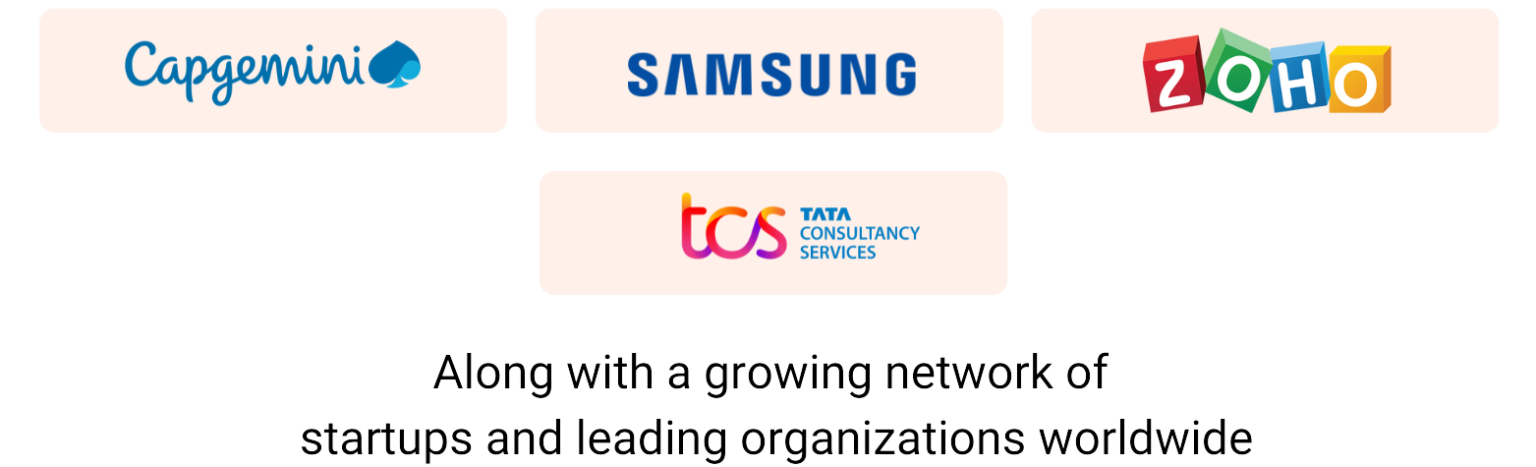 Capgemini
SAMSUNG
ZOHO
tcs
TATA
CONSULTANCY
SERVICES
Along with a growing network of
startups and leading organizations worldwide